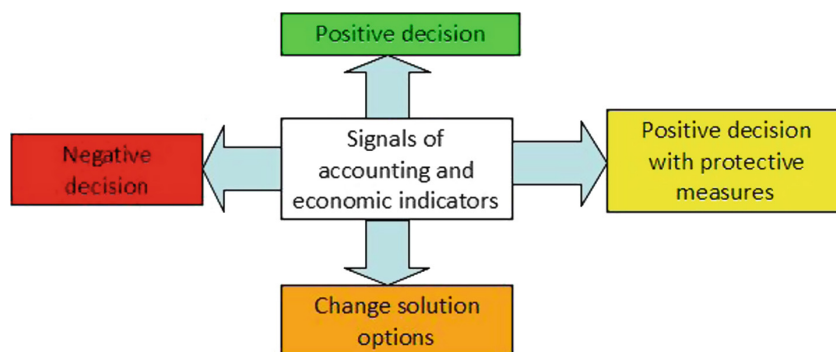 Positive decision
Negative
decision
Signals of
accounting and
economic indicators
Positive decision
with protective
measures
Change solution
options